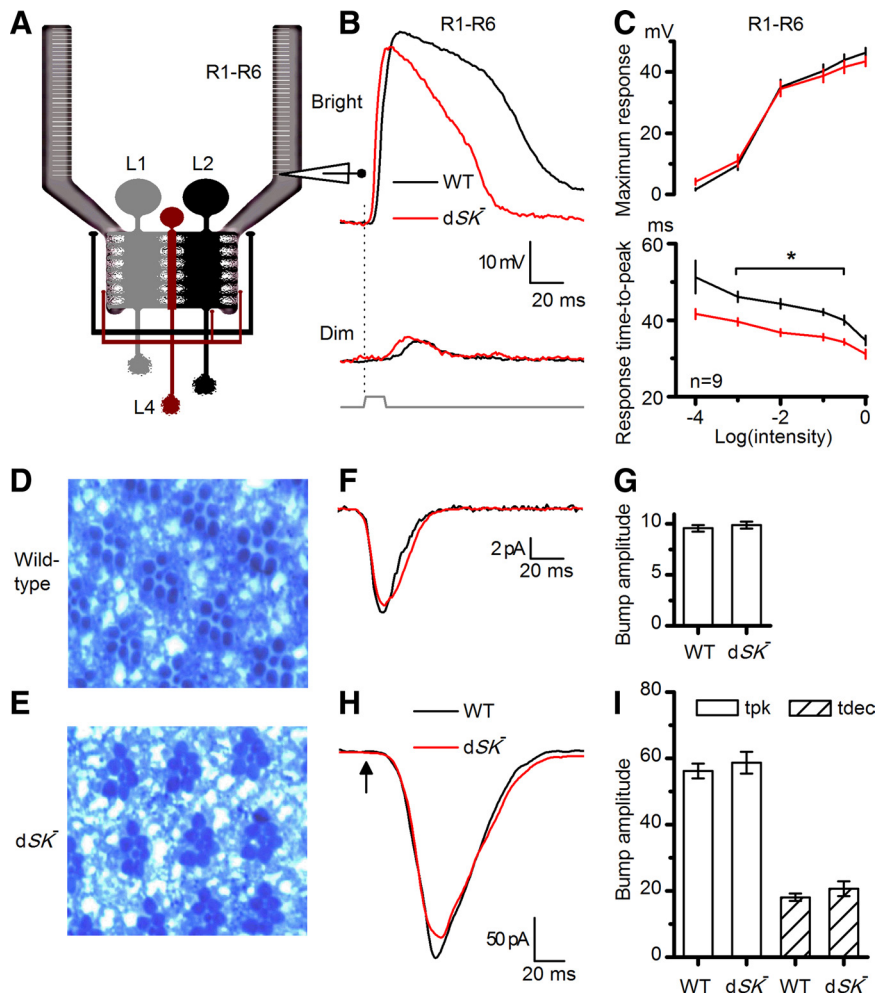 A
R1-R6
L1
L2
L4
B
R1-R6
Bright
WT
dSK⁻
10 mV
20 ms
Dim
C
R1-R6
mV
40
20
0
Maximum response
ms
60
40
20
Response time-to-peak
*
n=9
-4
-2
0
Log(intensity)
D
Wild-
type
E
dSK⁻
F
2 pA
20 ms
G
10
5
0
Bump amplitude
WT
dSK⁻
H
WT
dSK⁻
50 pA
20 ms
I
tpk
tdec
80
60
40
20
0
Bump amplitude
WT
dSK⁻
WT
dSK⁻